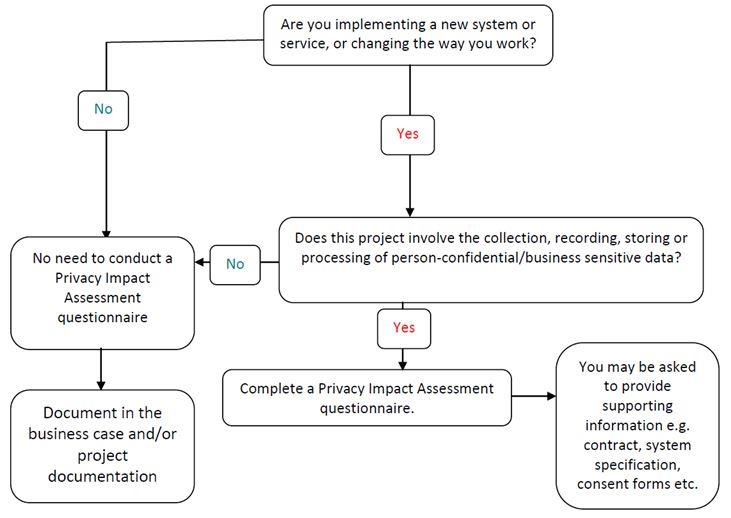 Are you implementing a new system or
service, or changing the way you work?
No
Yes
Does this project involve the collection, recording, storing or
processing of person-confidential/business sensitive data?
No
No need to conduct a
Privacy Impact
Assessment
questionnaire
Yes
Complete a Privacy Impact Assessment
questionnaire.
You may be asked
to provide
supporting
information e.g.
contract, system
specification,
consent forms etc.
Document in the
business case and/or
project
documentation